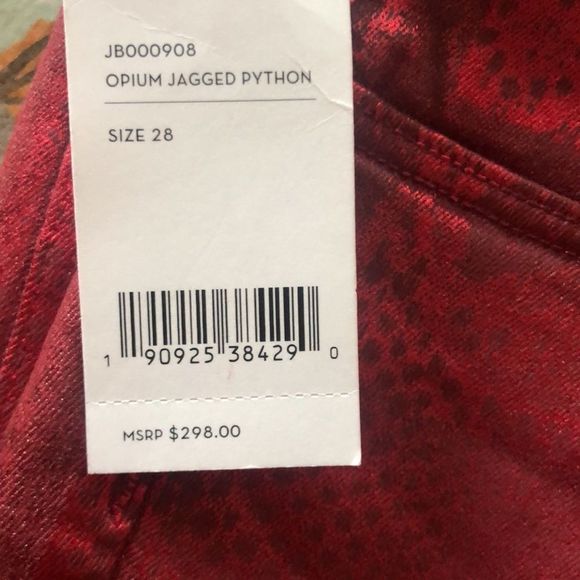 JB000908
OPIUM JAGGED PYTHON
SIZE 28
1 90925 38429 0
MSRP $298.00